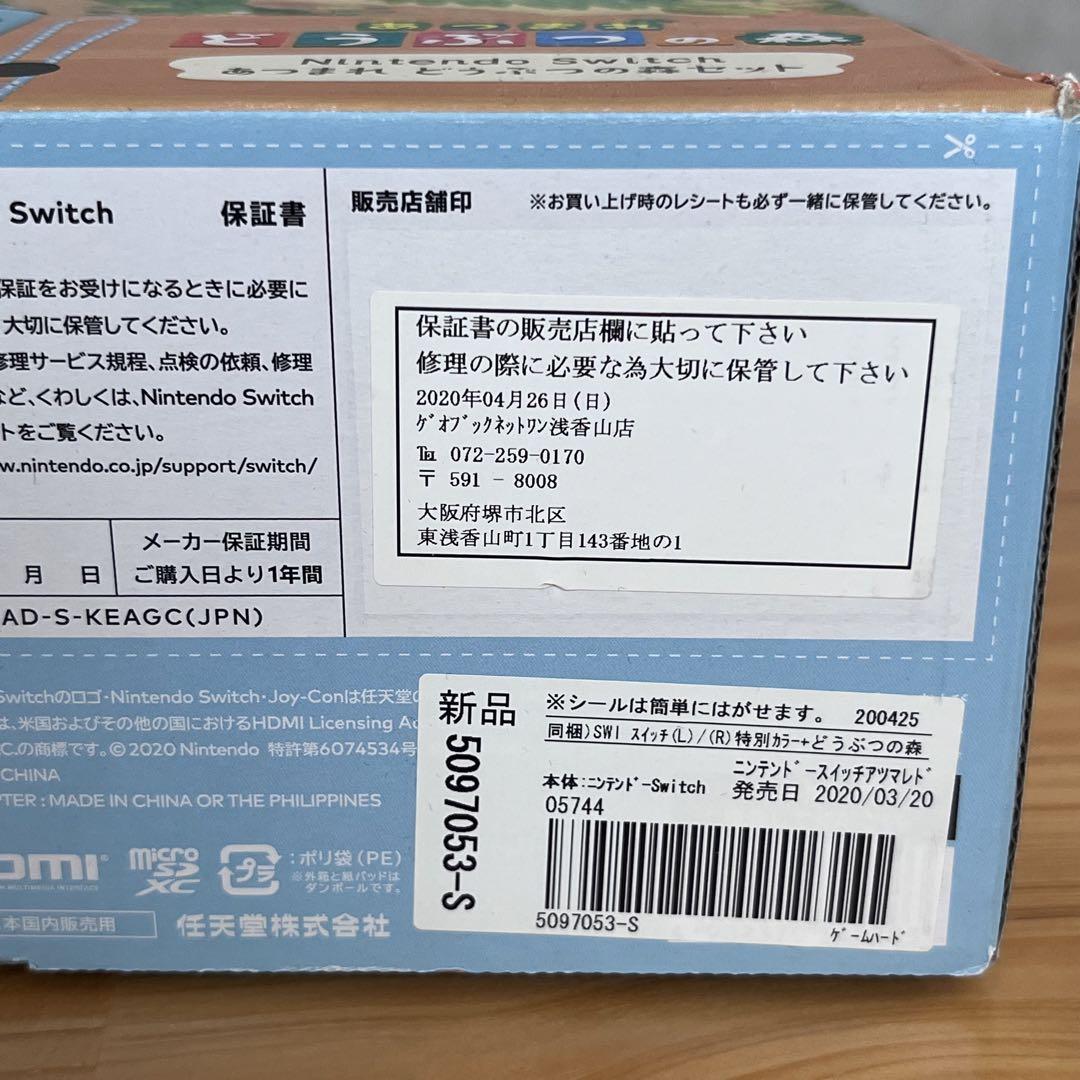 あつまれ
どうぶつの森
Nintendo Switch
あつまれ どうぶつの森セット
Switch 保証書
保証をお受けになるときに必要に
大切に保管してください。
修理サービス規程、点検の依頼、修理
ど、くわしくは、Nintendo Switch
トをご覧ください。
w.nintendo.co.jp/support/switch/
月 日
メーカー保証期間
ご購入日より1年間
AD-S-KEAGC(JPN)
販売店舗印 ※お買い上げ時のレシートも必ず一緒に保管してください。
保証書の販売店欄に貼って下さい
修理の際に必要な為大切に保管して下さい
2020年04月26日(日)
ｹﾞｵﾌﾞｯｸﾈｯﾄﾜﾝ浅香山店
℡ 072-259-0170
〒 591 - 8008
大阪府堺市北区
東浅香山町1丁目143番地の1
Switchのロゴ・Nintendo Switch・Joy-Conは任天堂の
は、米国およびその他の国におけるHDMI Licensing
の商標です。© 2020 Nintendo 特許第6074534号
CHINA
PTER : MADE IN CHINA OR THE PHILIPPINES
micro SD XC
プラ
：ポリ袋（PE）
※外箱と紙パッドは
ダンボールです。
本国内販売用
任天堂株式会社
新品 5097053-S
※シールは簡単にはがせます。 200425
同梱)SWI ｽｲｯﾁ(L)/(R)特別ｶﾗｰ+どうぶつの森
ﾆﾝﾃﾝﾄﾞｰｽｲｯﾁｱﾂﾏﾚﾄﾞ
本体:ﾆﾝﾃﾝﾄﾞｰSwitch 発売日 2020/03/20
05744
5097053-S
ｹﾞｰﾑﾊｰﾄﾞ